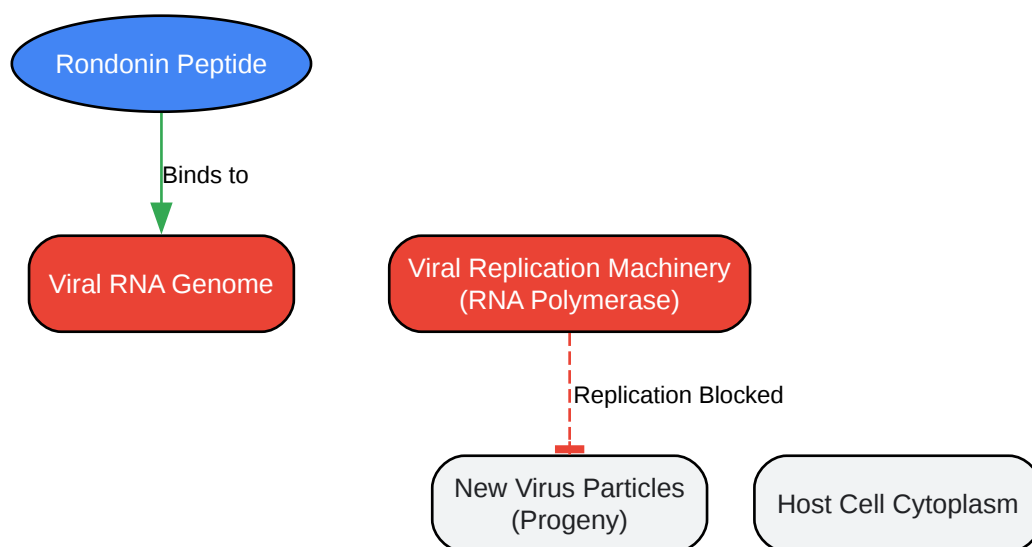 Rondonin Peptide
Binds to
Viral RNA Genome
Viral Replication Machinery
(RNA Polymerase)
Replication Blocked
New Virus Particles
(Progeny)
Host Cell Cytoplasm